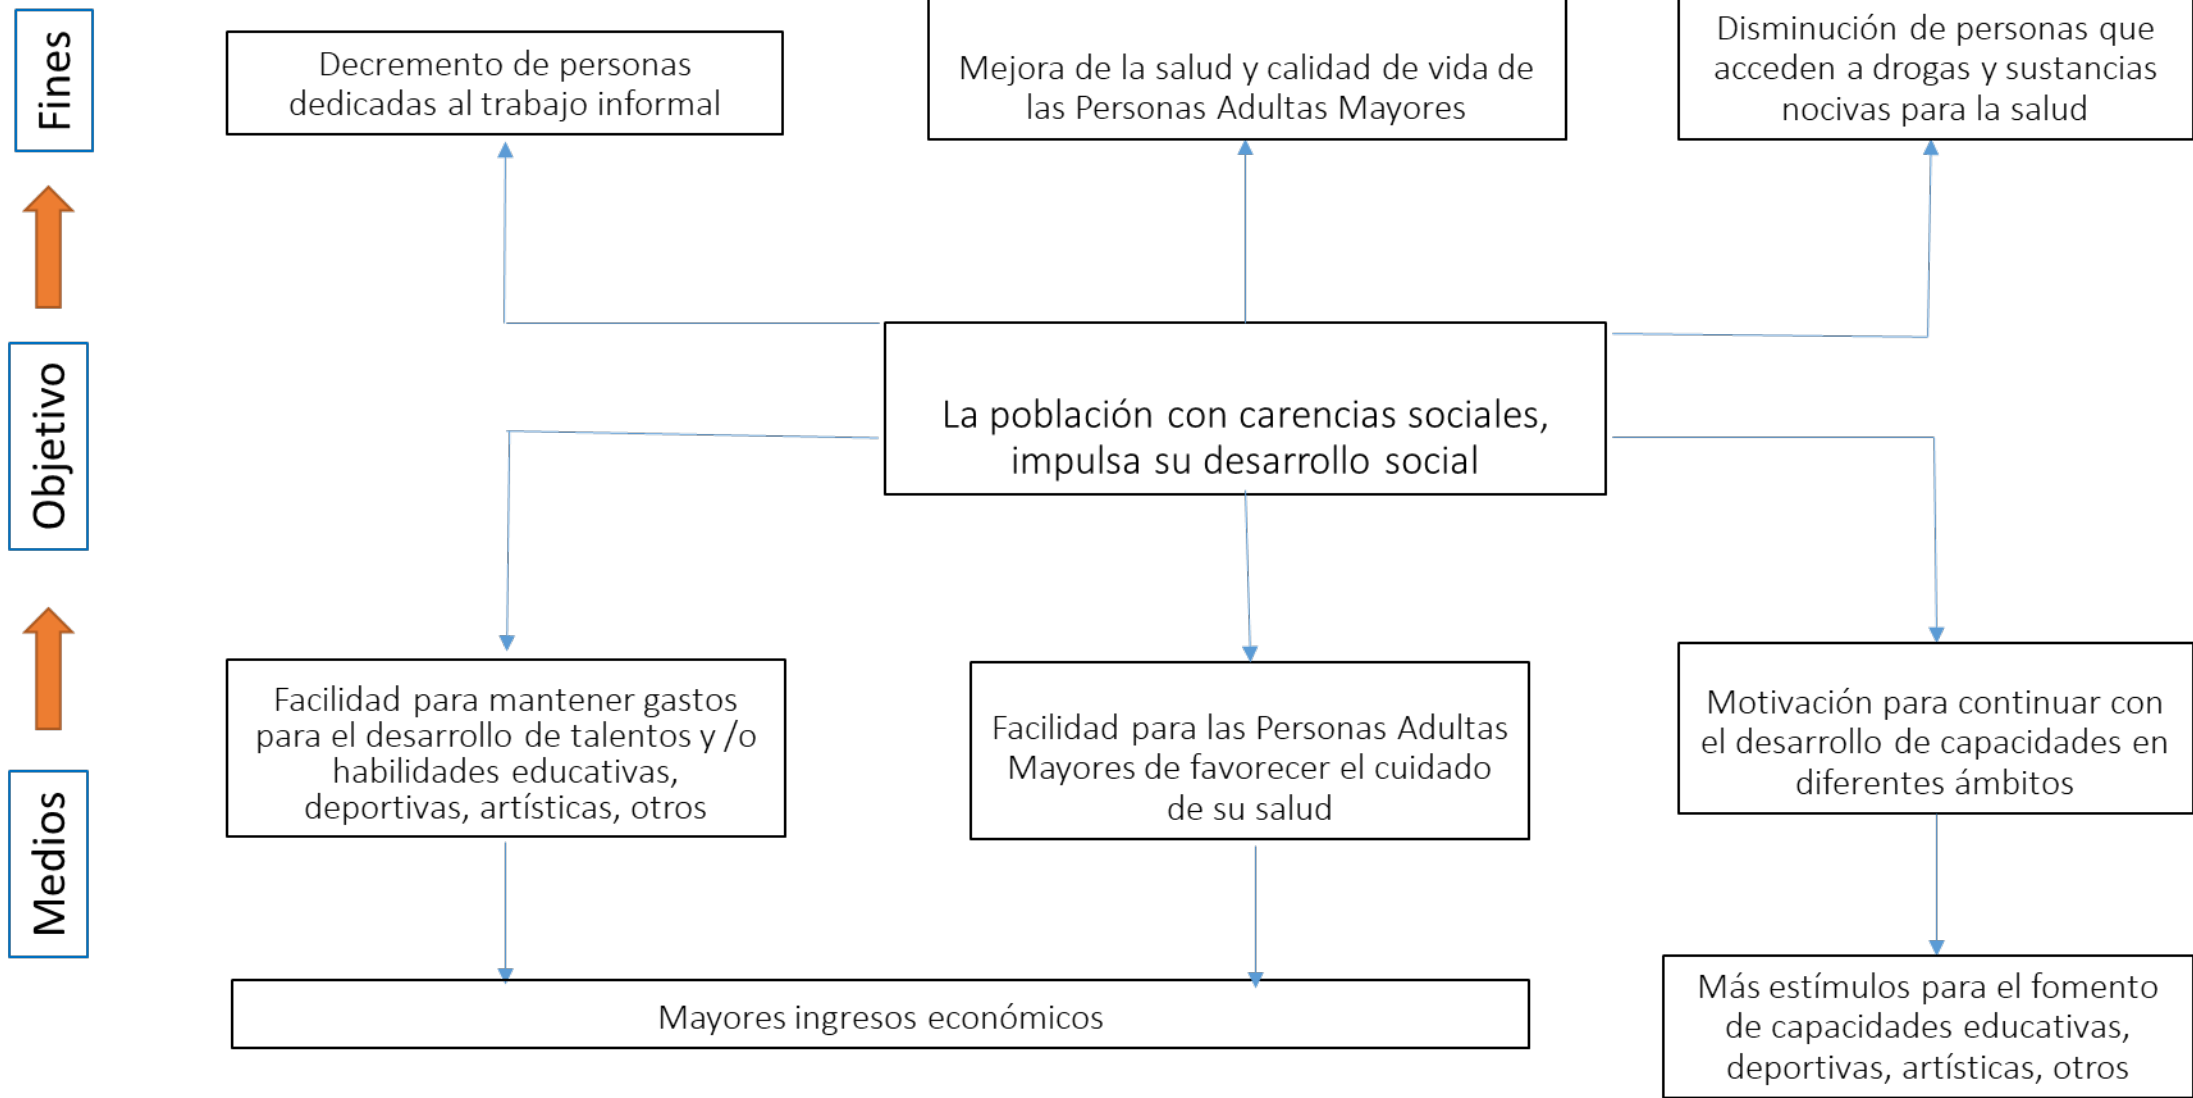 Fines
Decremento de personas
dedicadas al trabajo informal
Mejora de la salud y calidad de vida de
las Personas Adultas Mayores
Disminución de personas que
acceden a drogas y sustancias
nocivas para la salud
Objetivo
La población con carencias sociales,
impulsa su desarrollo social
Medios
Facilidad para mantener gastos
para el desarrollo de talentos y /o
habilidades educativas,
deportivas, artísticas, otros
Facilidad para las Personas Adultas
Mayores de favorecer el cuidado
de su salud
Motivación para continuar con
el desarrollo de capacidades en
diferentes ámbitos
Mayores ingresos económicos
Más estímulos para el fomento
de capacidades educativas,
deportivas, artísticas, otros